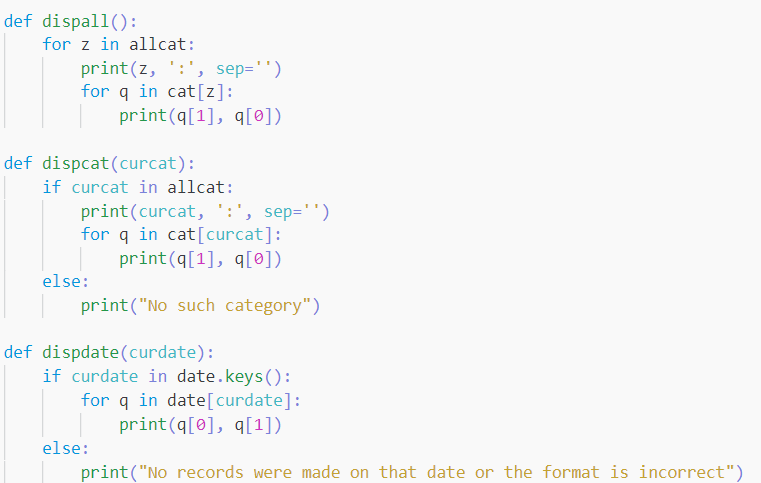 def dispall():
    for z in allcat:
        print(z, ':', sep='')
        for q in cat[z]:
            print(q[1], q[0])

def dispcat(curcat):
    if curcat in allcat:
        print(curcat, ':', sep='')
        for q in cat[curcat]:
            print(q[1], q[0])
    else:
        print("No such category")

def dispdate(curdate):
    if curdate in date.keys():
        for q in date[curdate]:
            print(q[0], q[1])
    else:
        print("No records were made on that date or the format is incorrect")